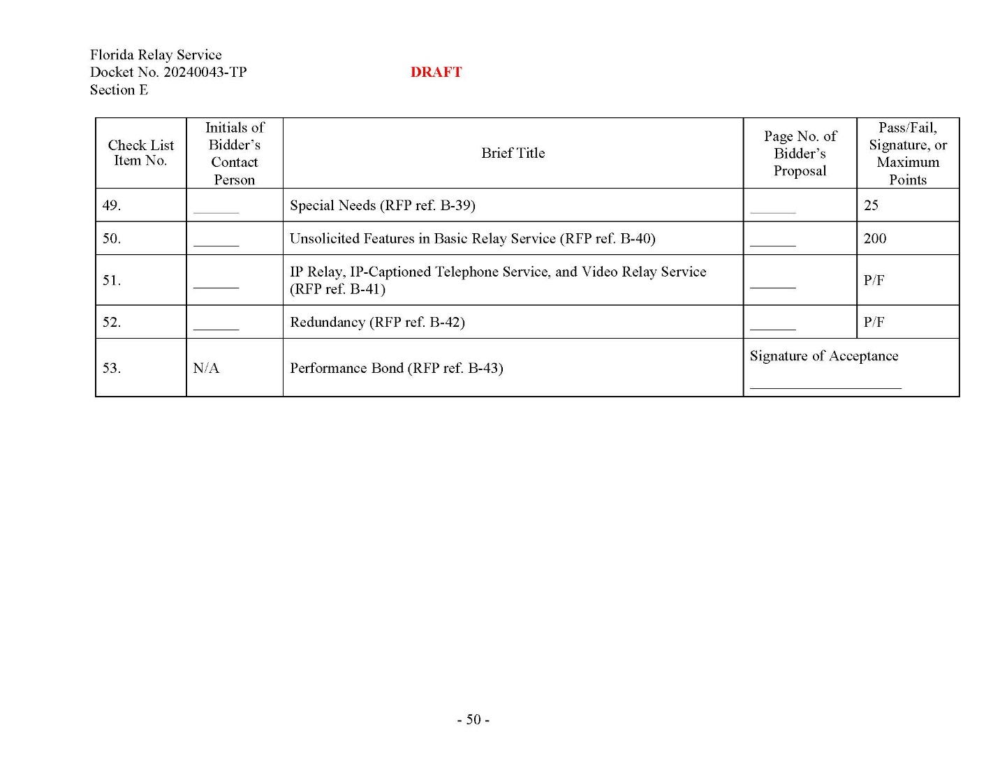 Florida Relay Service
Docket No. 20240043-TP
DRAFT
Section E
Check List
Item No.
Initials of
Bidder's
Contact
Person
Brief Title
Page No. of
Bidder's
Proposal
Pass/Fail,
Signature, or
Maximum
Points
49.
______
Special Needs (RFP ref. B-39)
______
25
50.
______
Unsolicited Features in Basic Relay Service (RFP ref. B-40)
______
200
51.
______
IP Relay, IP-Captioned Telephone Service, and Video Relay Service
(RFP ref. B-41)
______
P/F
52.
______
Redundancy (RFP ref. B-42)
______
P/F
53.
N/A
Performance Bond (RFP ref. B-43)
Signature of Acceptance
____________________
- 50 -